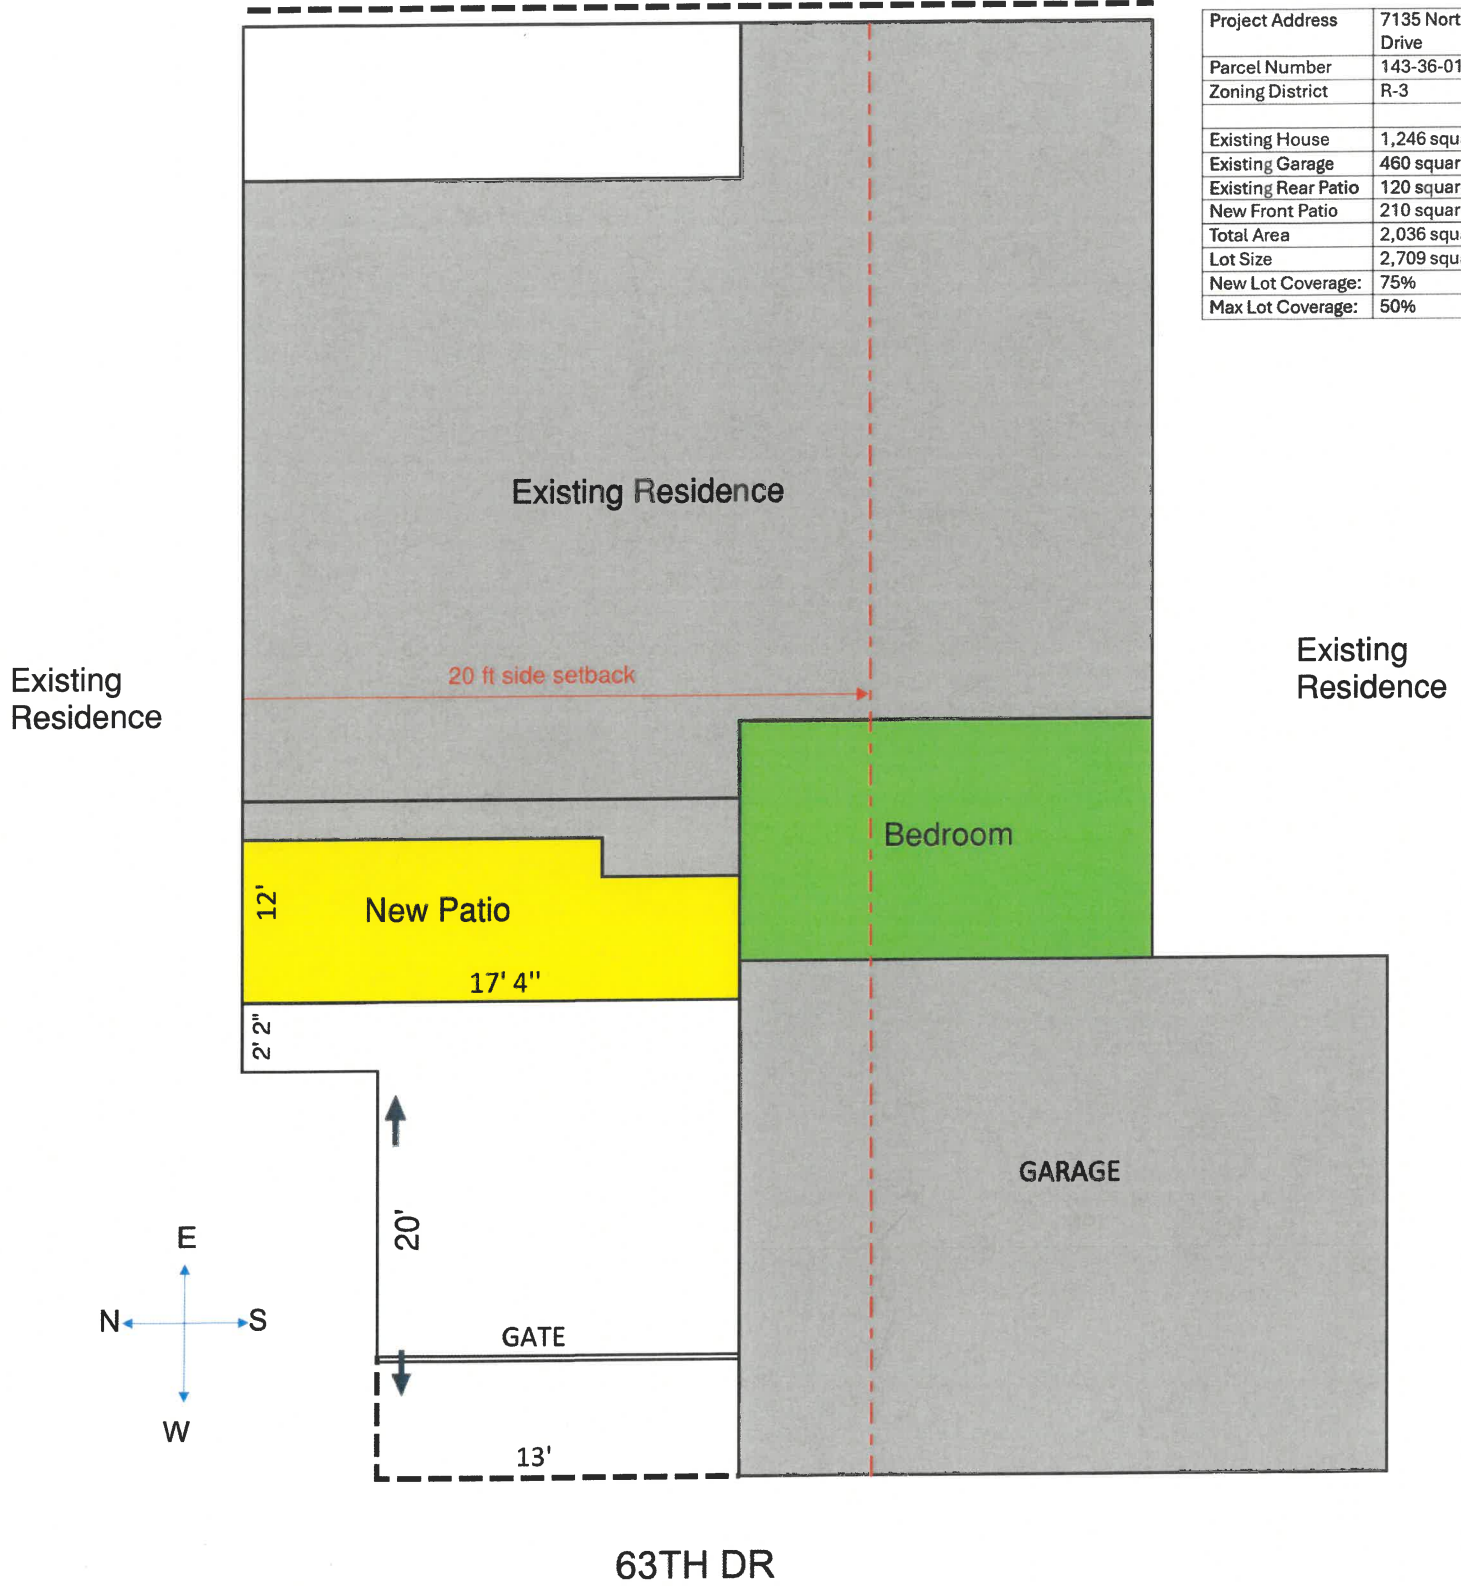 Project Address 7135 Nort
Drive
Parcel Number 143-36-01
Zoning District R-3
Existing House 1,246 squ
Existing Garage 460 squar
Existing Rear Patio 120 squar
New Front Patio 210 squar
Total Area 2,036 squ
Lot Size 2,709 squ
New Lot Coverage: 75%
Max Lot Coverage: 50%
Existing Residence
Existing
Residence
20 ft side setback
Existing
Residence
Bedroom
12'
New Patio
17' 4"
2' 2"
GARAGE
20'
E
N S
W
GATE
13'
63TH DR